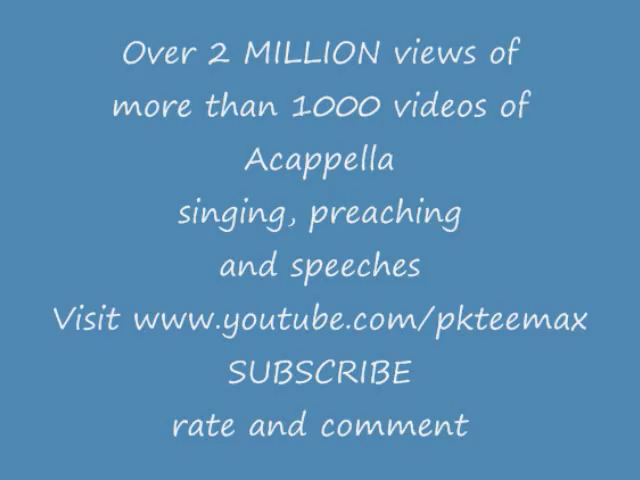 Over 2 MILLION views of
more than 1000 videos of
Acappella
singing, preaching
and speeches
Visit www.youtube.com/pkteemax
SUBSCRIBE
rate and comment